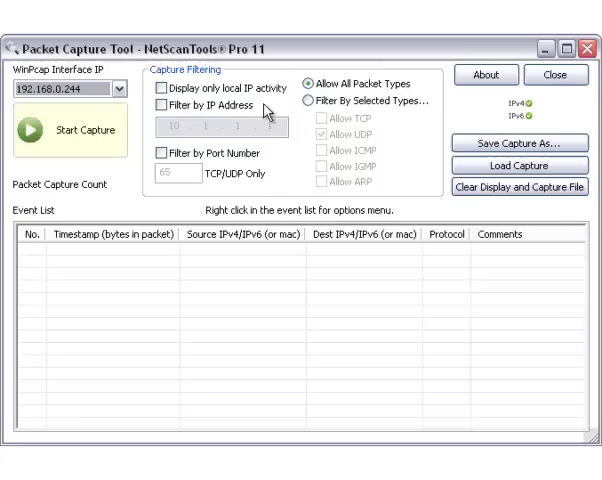 Packet Capture Tool - NetScanTools® Pro 11
WinPcap Interface IP
192.168.0.244
Start Capture
Packet Capture Count
Capture Filtering
Display only local IP activity
Filter by IP Address
10 . 1 . 1 .
Filter by Port Number
65
TCP/UDP Only
Allow All Packet Types
Filter By Selected Types...
Allow TCP
Allow UDP
Allow ICMP
Allow IGMP
Allow ARP
About
Close
IPv4
IPv6
Save Capture As...
Load Capture
Clear Display and Capture File
Event List
Right click in the event list for options menu.
No. Timestamp (bytes in packet) Source IPv4/IPv6 (or mac) Dest IPv4/IPv6 (or mac) Protocol Comments